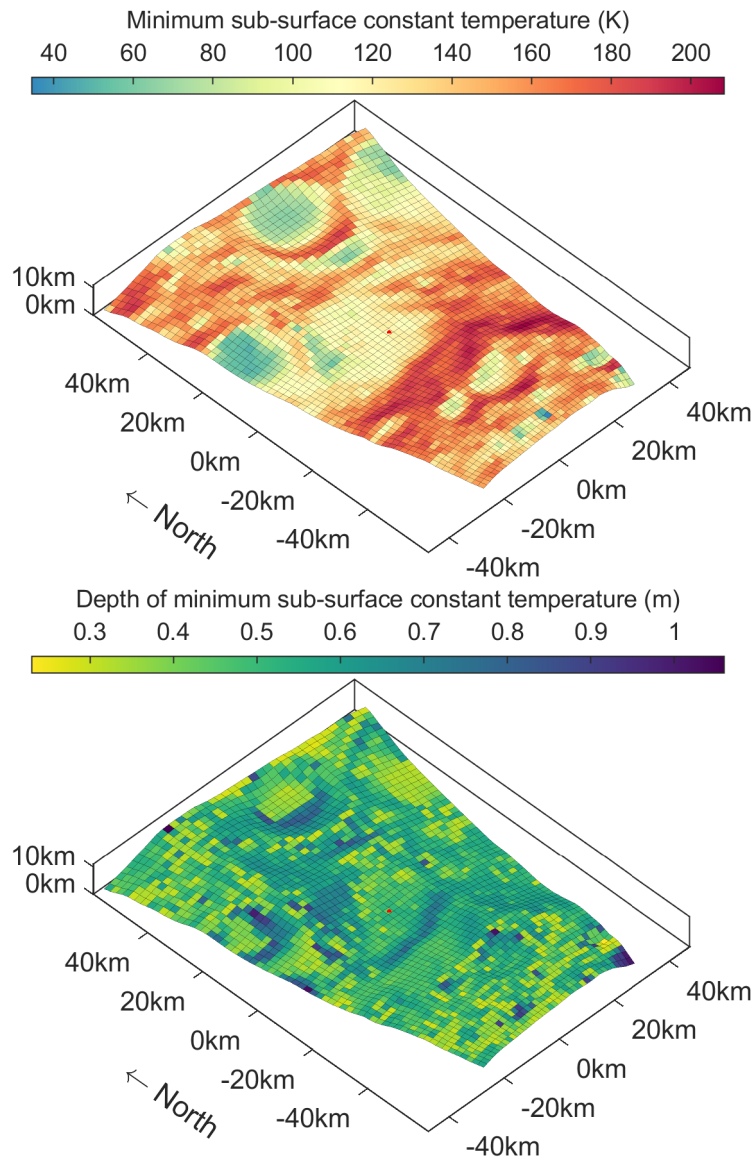 Minimum sub-surface constant temperature (K)
40 60 80 100 120 140 160 180 200
10km
0km
40km
20km
0km
-20km
-40km
← North
40km
20km
0km
-20km
-40km
Depth of minimum sub-surface constant temperature (m)
0.3 0.4 0.5 0.6 0.7 0.8 0.9 1
10km
0km
40km
20km
0km
-20km
-40km
← North
40km
20km
0km
-20km
-40km